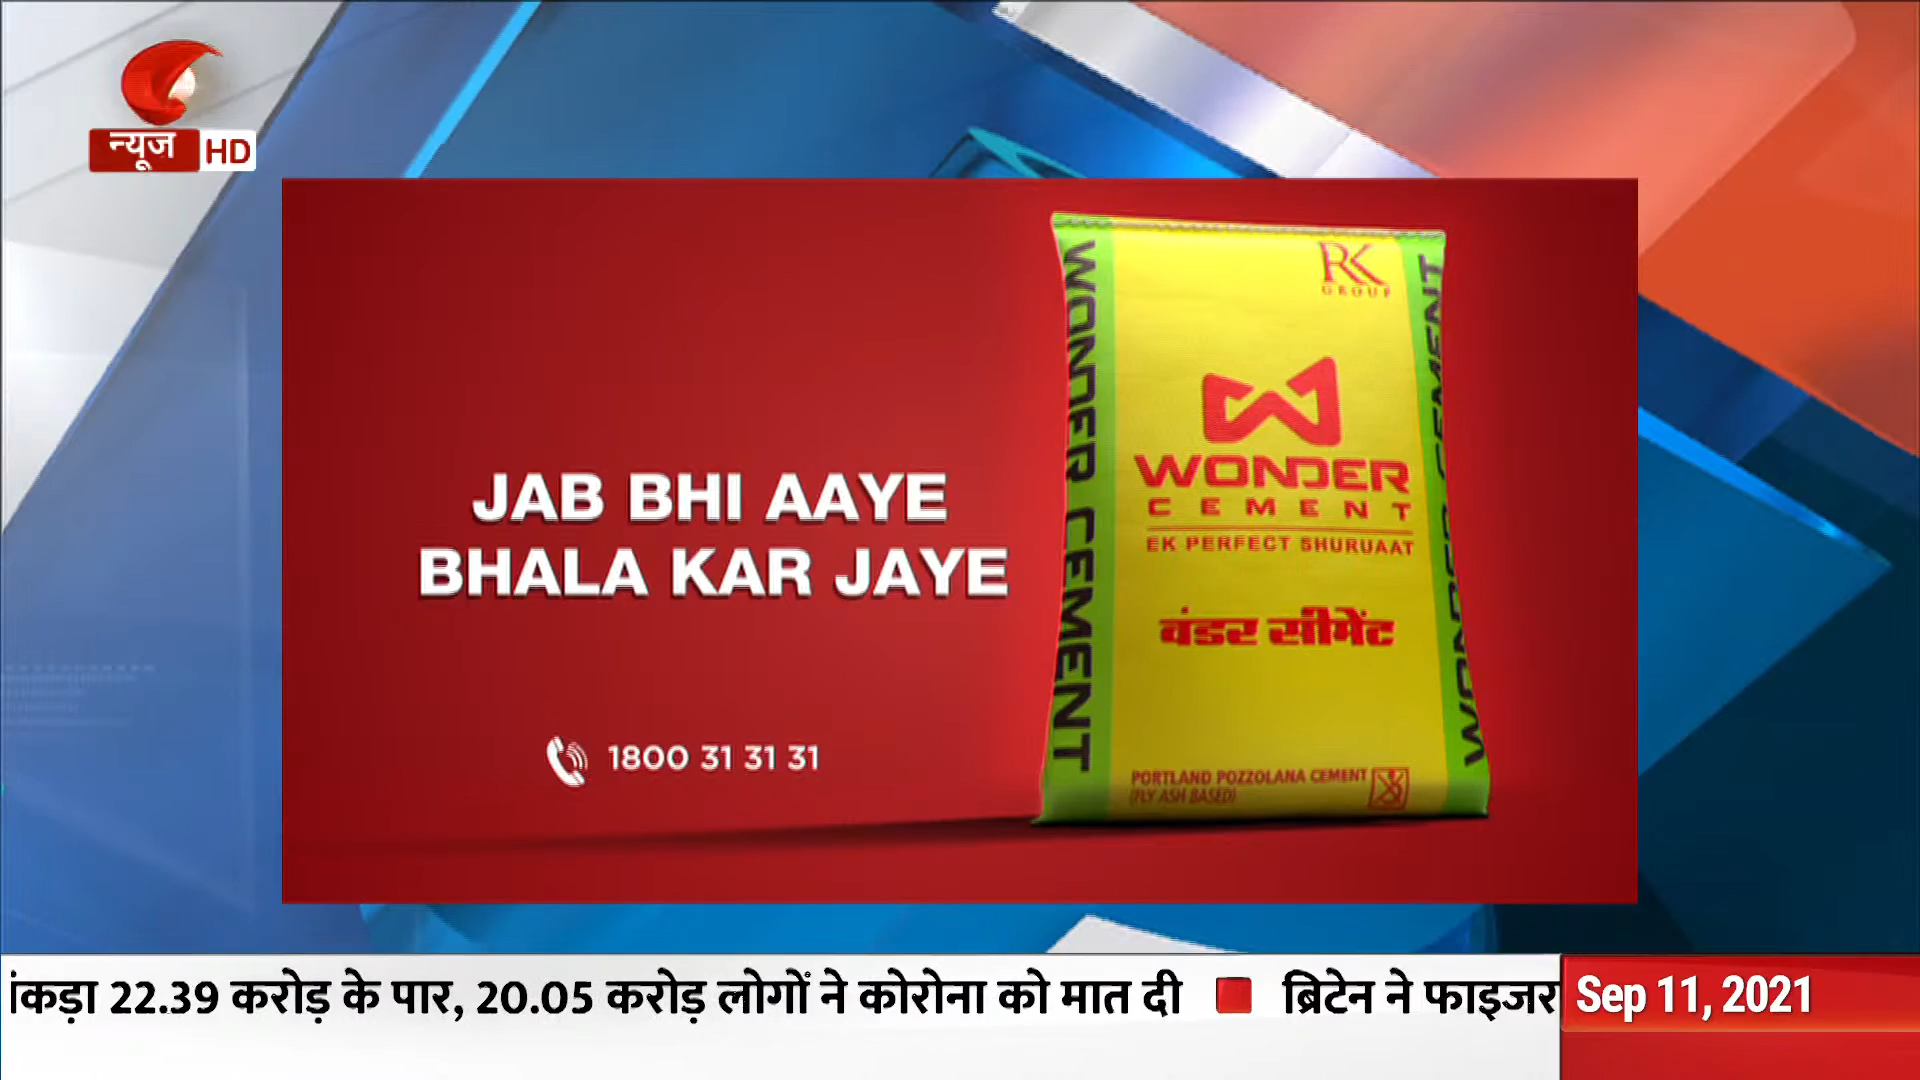 न्यूज HD
RK
GROUP
WONDER CEMENT
WONDER CEMENT
WONDER
CEMENT
EK PERFECT SHURUAAT
वंडर सीमेंट
PORTLAND POZZOLANA CEMENT
(FLY ASH BASED)
JAB BHI AAYE
BHALA KAR JAYE
1800 31 31 31
ंकड़ा 22.39 करोड़ के पार, 20.05 करोड़ लोगों ने कोरोना को मात दी ब्रिटेन ने फाइजर
Sep 11, 2021